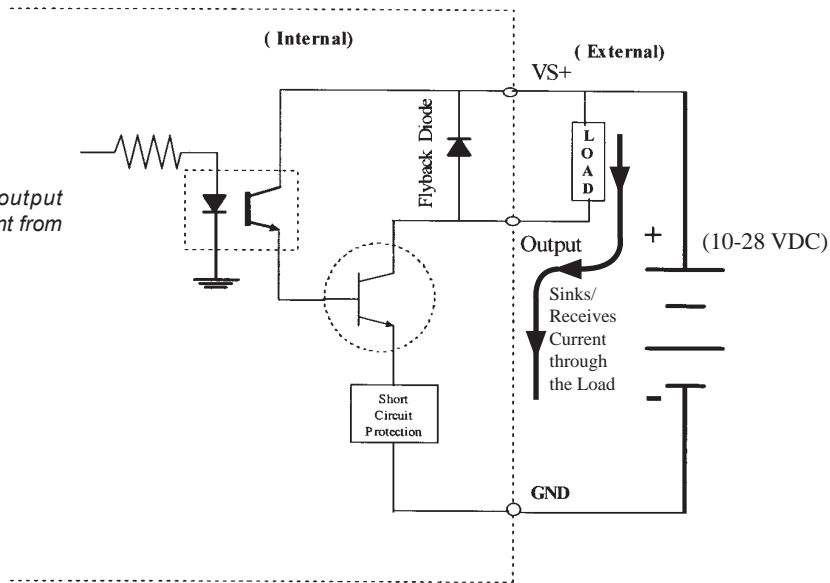 ( Internal)
( External)
VS+
Flyback Diode
LOAD
output
nt from
Output
+
(10-28 VDC)
Sinks/
Receives
Current
through
the Load
-
Short
Circuit
Protection
GND